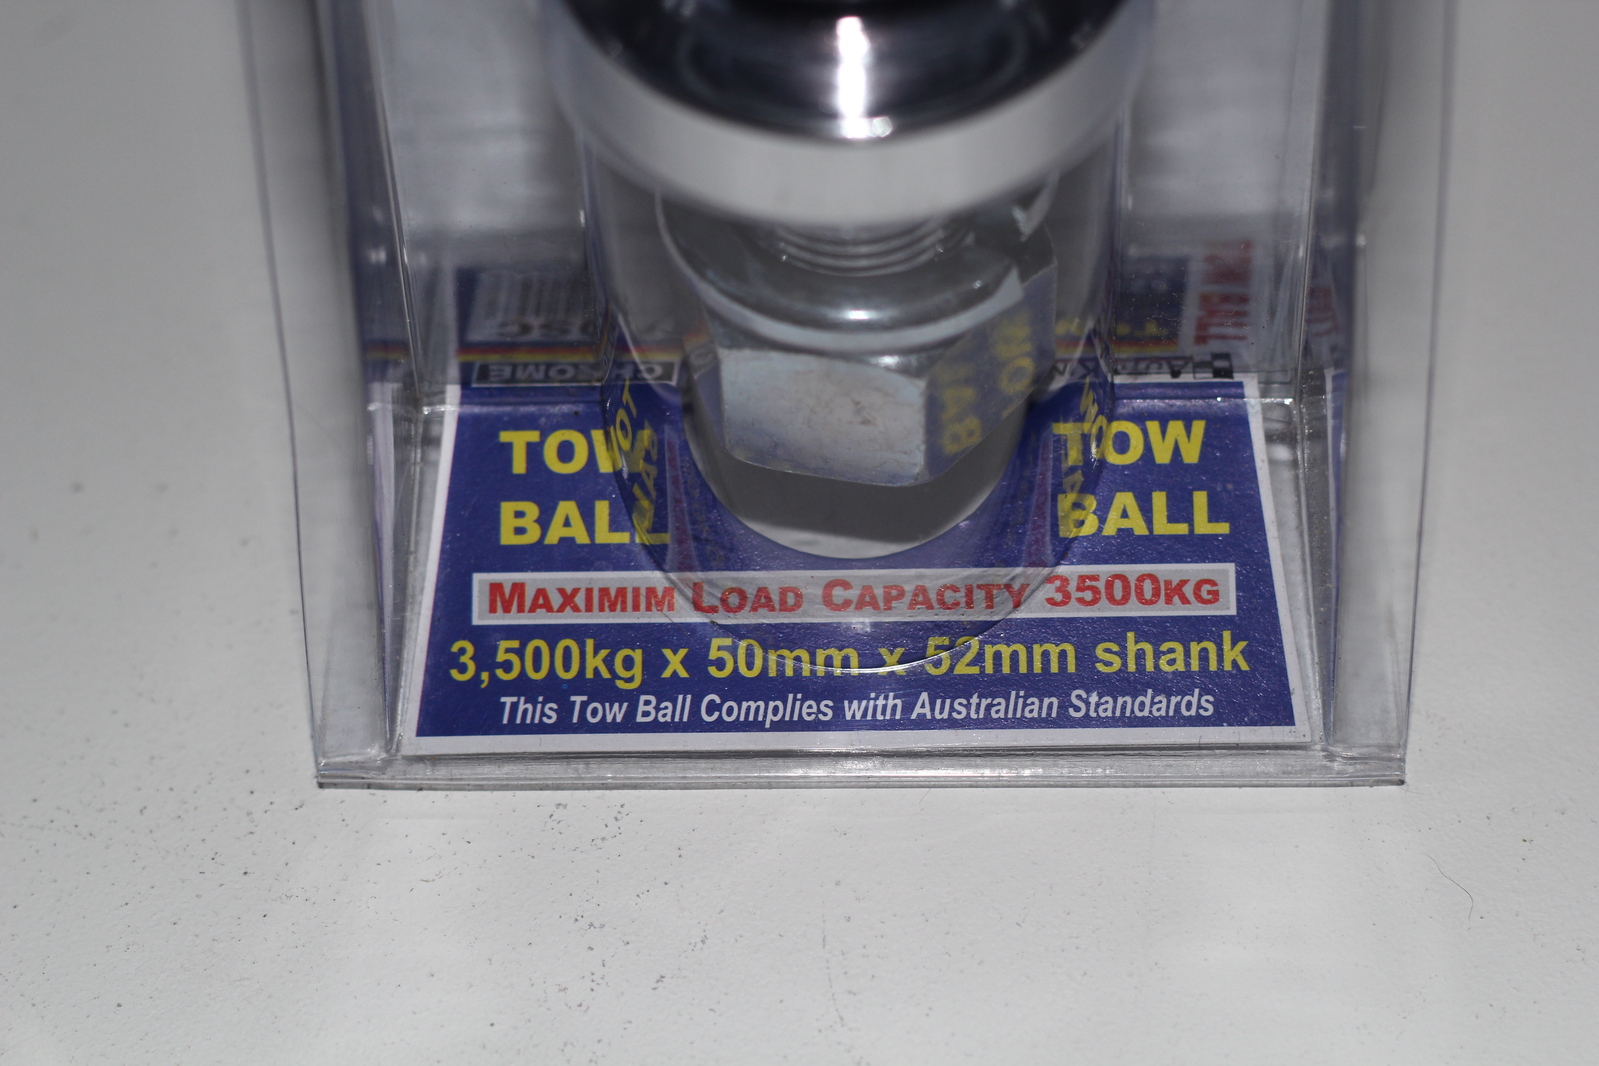 CHROME
TOW BALL
TOW BALL
MAXIMIM LOAD CAPACITY 3500KG
3,500kg x 50mm x 52mm shank
This Tow Ball Complies with Australian Standards